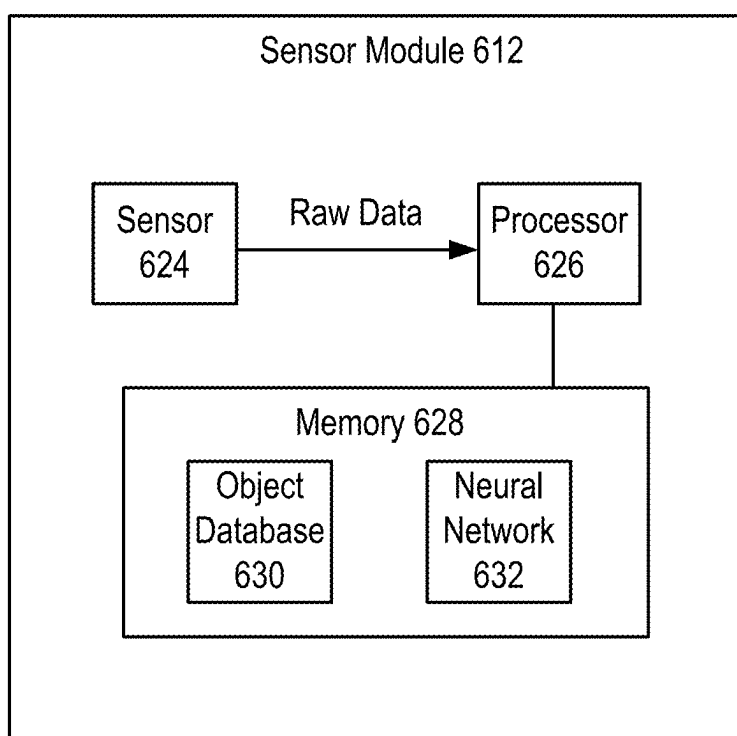 Sensor Module 612
Sensor
624
Raw Data
Processor
626
Memory 628
Object
Database
630
Neural
Network
632